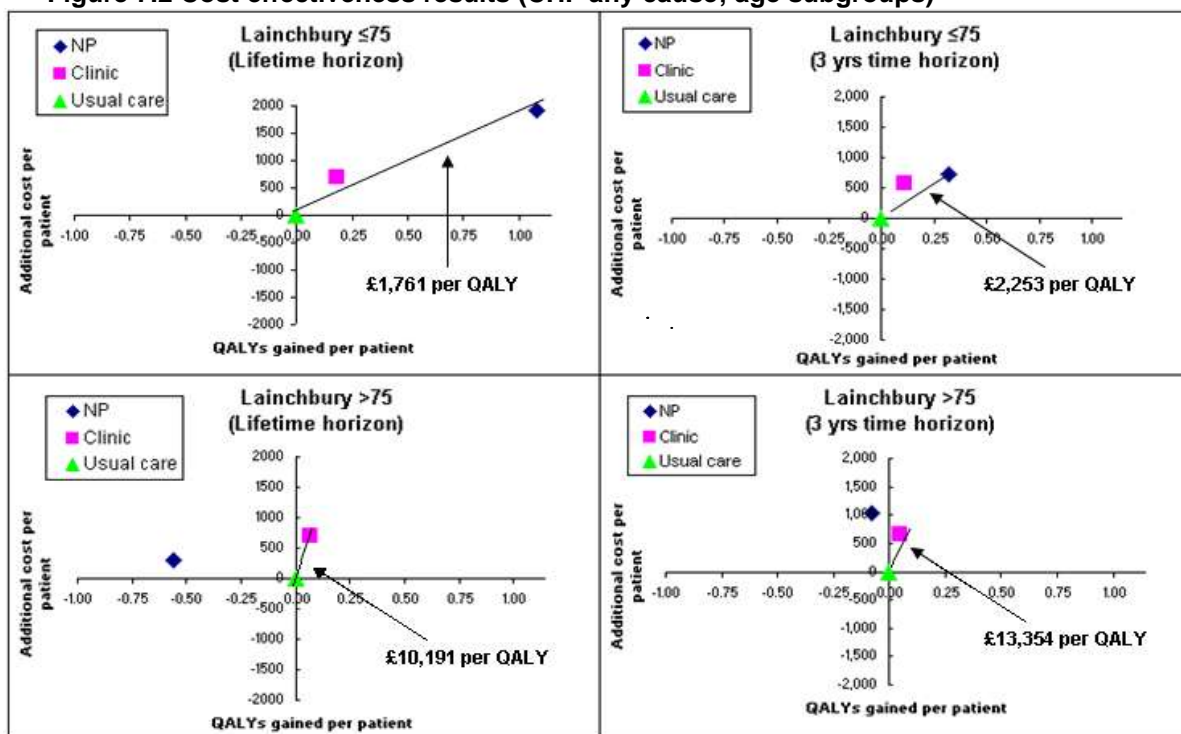 Figure Cost-effectiveness results (CHF any cause, age subgroups)
NP
Clinic
Usual care
Lainchbury ≤75
(Lifetime horizon)
Additional cost per
patient
2000
1500
1000
500
0
-500
-1000
-1500
-2000
-1.00 -0.75 -0.50 -0.25 0.00 0.25 0.50 0.75 1.00
£1,761 per QALY
QALYs gained per patient
NP
Clinic
Usual care
Lainchbury ≤75
(3 yrs time horizon)
Additional cost per
patient
2,000
1,500
1,000
500
0
-500
-1,000
-1,500
-2,000
-1.00 -0.75 -0.50 -0.25 0.00 0.25 0.50 0.75 1.00
£2,253 per QALY
QALYs gained per patient
NP
Clinic
Usual care
Lainchbury >75
(Lifetime horizon)
Additional cost per
patient
2000
1500
1000
500
0
-500
-1000
-1500
-2000
-1.00 -0.75 -0.50 -0.25 0.00 0.25 0.50 0.75 1.00
£10,191 per QALY
QALYs gained per patient
NP
Clinic
Usual care
Lainchbury >75
(3 yrs time horizon)
Additional cost per
patient
2,000
1,500
500
0
-500
-1,000
-1,500
-2,000
-1.00 -0.75 -0.50 -0.25 0.00 0.25 0.50 0.75 1.00
£13,354 per QALY
QALYs gained per patient